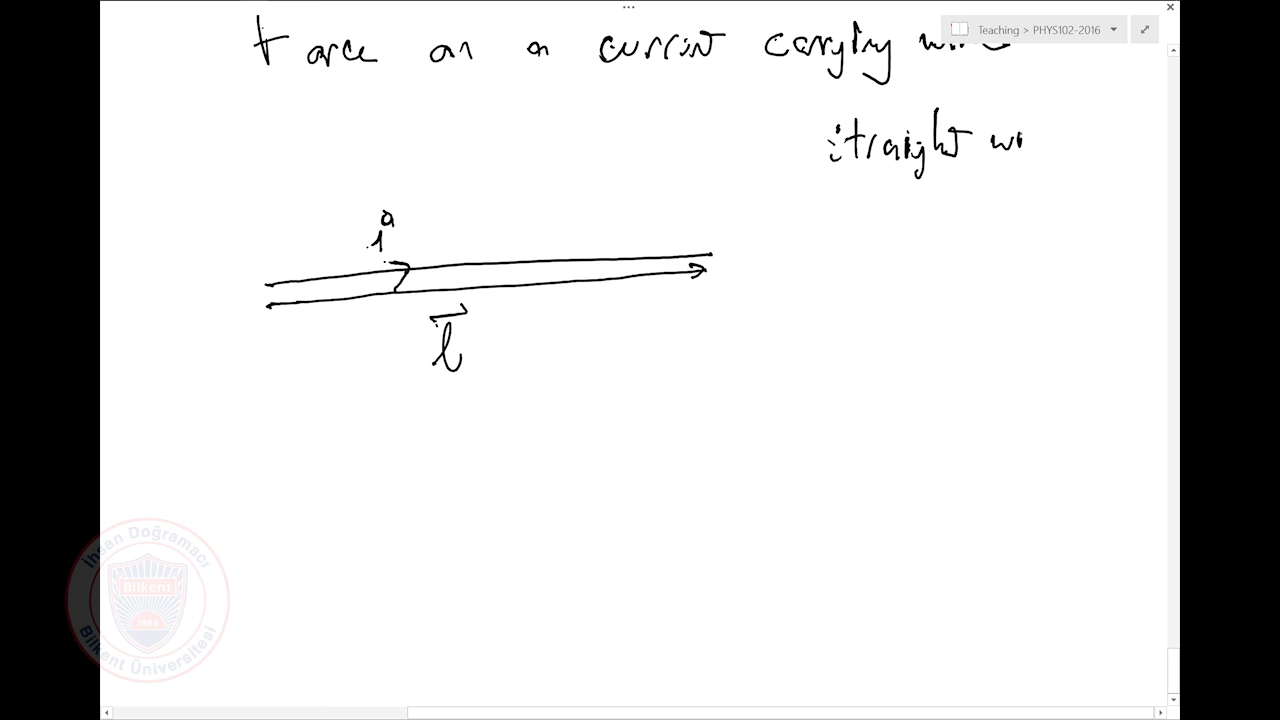 Teaching > PHYS102-2016
Force on a current carrying wire
straight wi
i
l
İhsan Doğramacı
Bilkent
1984
Bilkent Üniversitesi